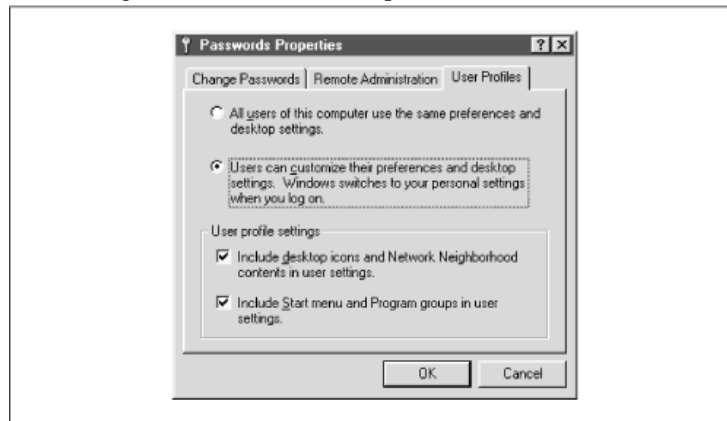 Passwords Properties
Change Passwords Remote Administration User Profiles
All users of this computer use the same preferences and
desktop settings.
Users can customize their preferences and desktop
settings. Windows switches to your personal settings
when you log on.
User profile settings
Include desktop icons and Network Neighborhood
contents in user settings.
Include Start menu and Program groups in user
settings.
OK Cancel